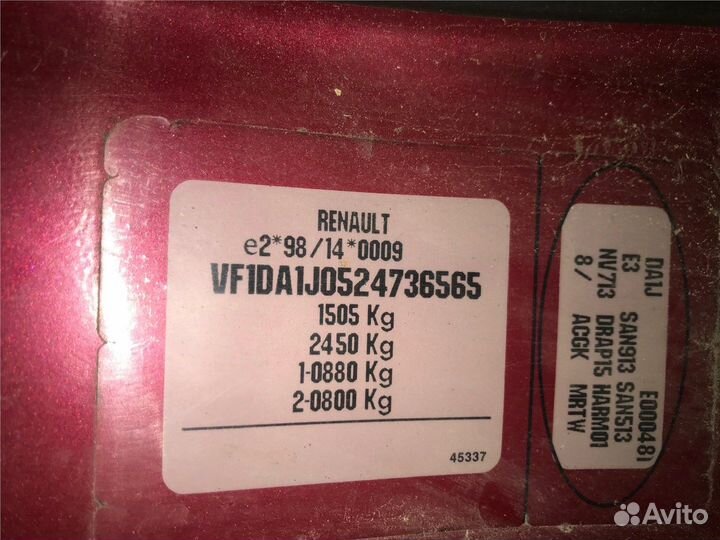 RENAULT
e2*98/14*0009
VF1DA1J0524736565
1505 Kg
2450 Kg
1-0880 Kg
2-0800 Kg
45337
DA1J E000481
E3 SAN913 SAN513
NV713 DRAP15 HARM01
8/ ACGK MRTW
Avito